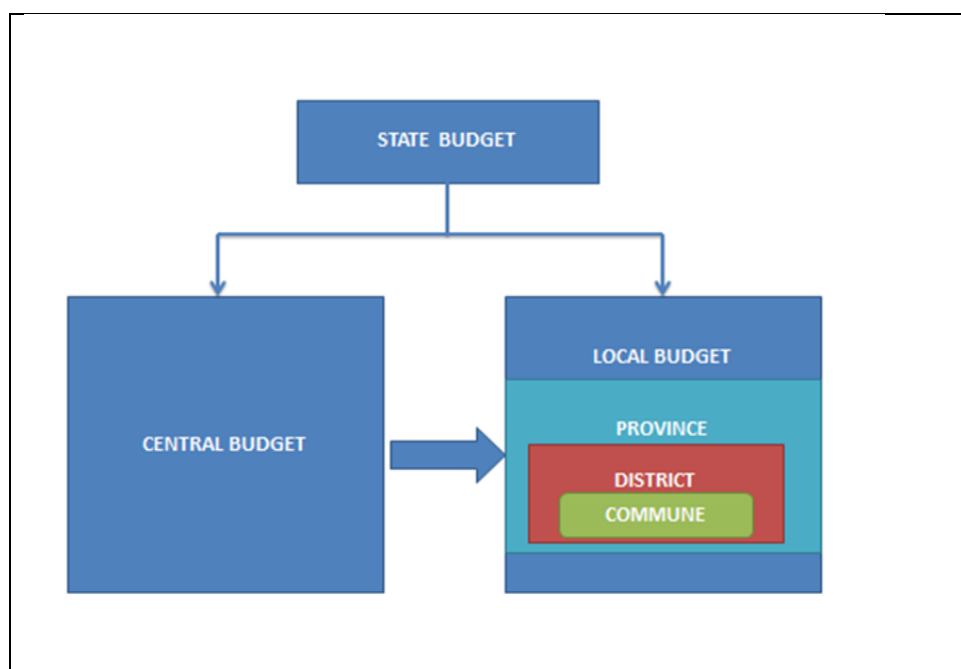 STATE BUDGET
CENTRAL BUDGET
LOCAL BUDGET
PROVINCE
DISTRICT
COMMUNE